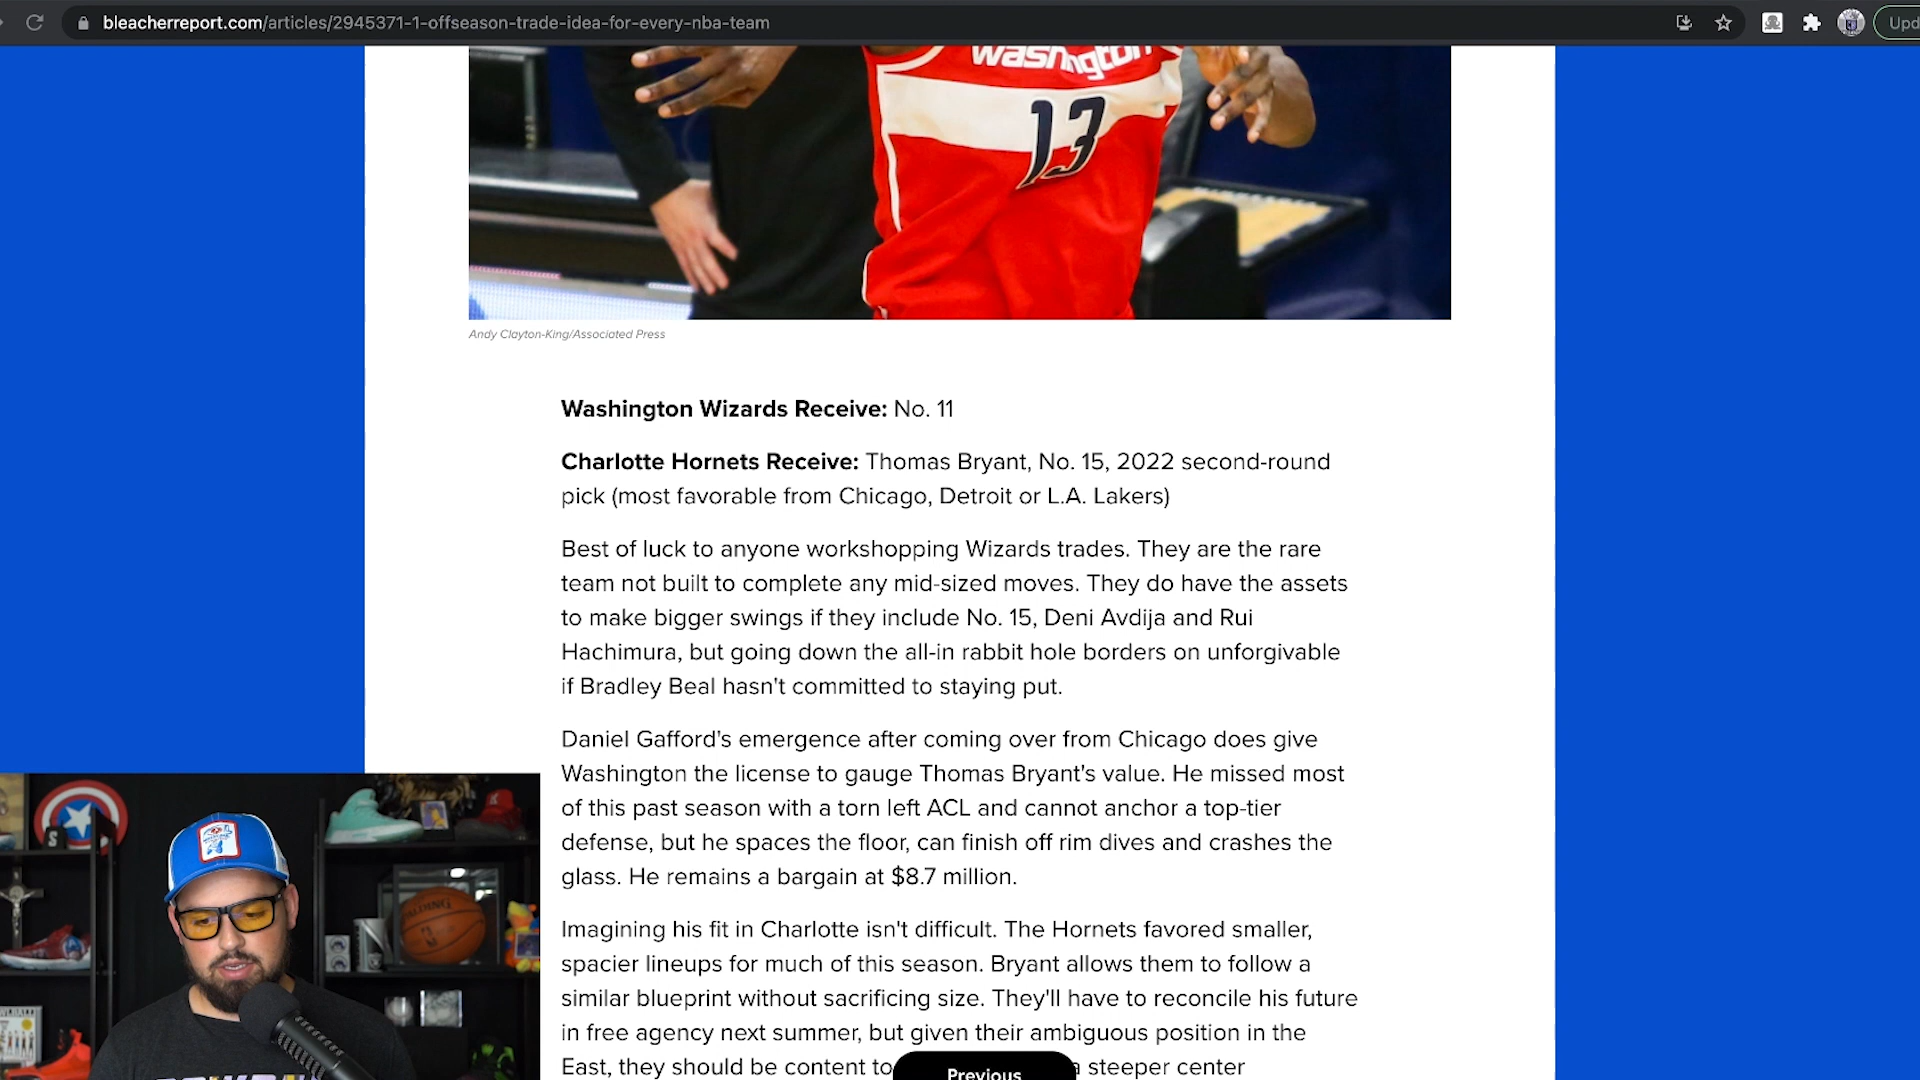 bleacherreport.com/articles/2945371-1-offseason-trade-idea-for-every-nba-team
Upd
washington
13
Andy Clayton-King/Associated Press
Washington Wizards Receive: No. 11
Charlotte Hornets Receive: Thomas Bryant, No. 15, 2022 second-round
pick (most favorable from Chicago, Detroit or L.A. Lakers)
Best of luck to anyone workshopping Wizards trades. They are the rare
team not built to complete any mid-sized moves. They do have the assets
to make bigger swings if they include No. 15, Deni Avdija and Rui
Hachimura, but going down the all-in rabbit hole borders on unforgivable
if Bradley Beal hasn't committed to staying put.
Daniel Gafford's emergence after coming over from Chicago does give
Washington the license to gauge Thomas Bryant's value. He missed most
of this past season with a torn left ACL and cannot anchor a top-tier
defense, but he spaces the floor, can finish off rim dives and crashes the
glass. He remains a bargain at $8.7 million.
Imagining his fit in Charlotte isn't difficult. The Hornets favored smaller,
spacier lineups for much of this season. Bryant allows them to follow a
similar blueprint without sacrificing size. They'll have to reconcile his future
in free agency next summer, but given their ambiguous position in the
East, they should be content to a steeper center
Previous
SPALDING